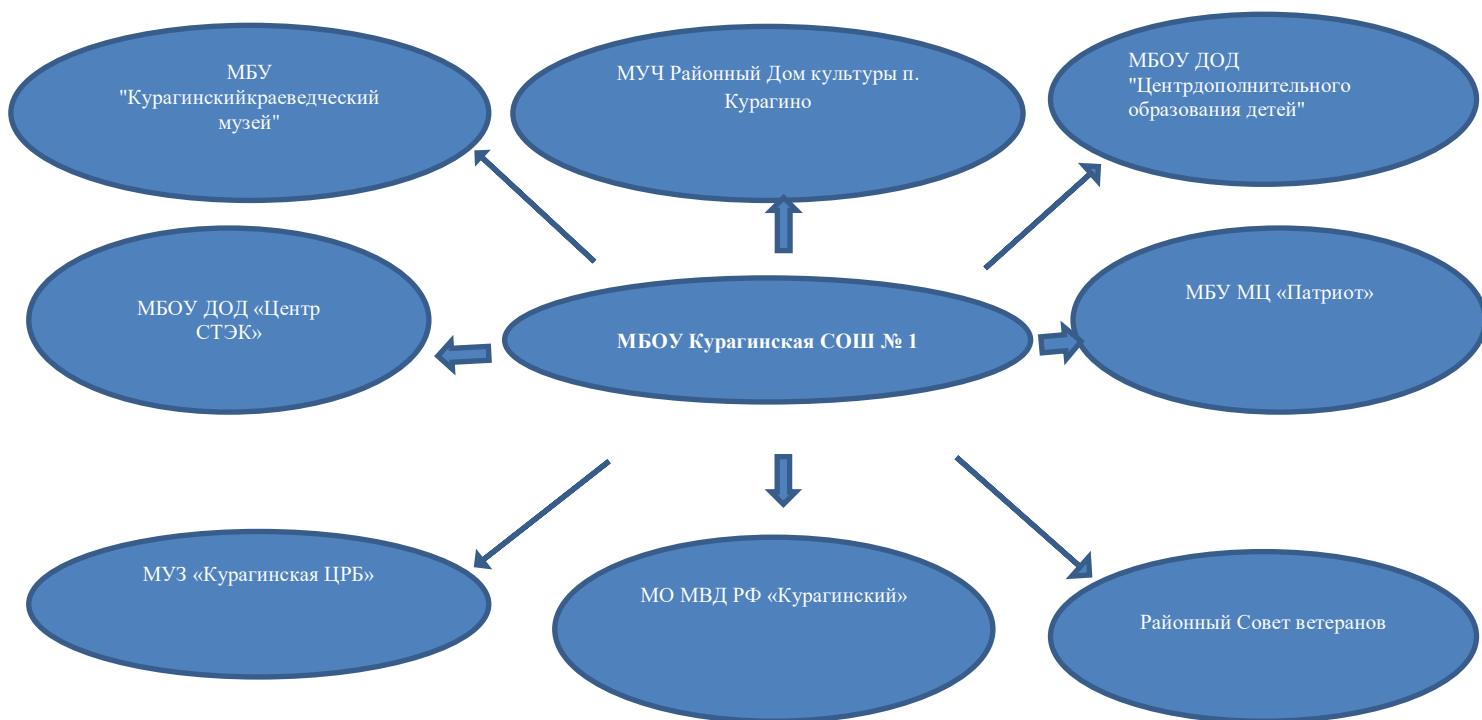 МБУ
"Курагинскийкраеведческий
музей"
МУЧ Районный Дом культуры п.
Курагино
МБОУ ДОД
"Центрдополнительного
образования детей"
МБОУ ДОД «Центр
СТЭК»
МБОУ Курагинская СОШ № 1
МБУ МЦ «Патриот»
МУЗ «Курагинская ЦРБ»
МО МВД РФ «Курагинский»
Районный Совет ветеранов